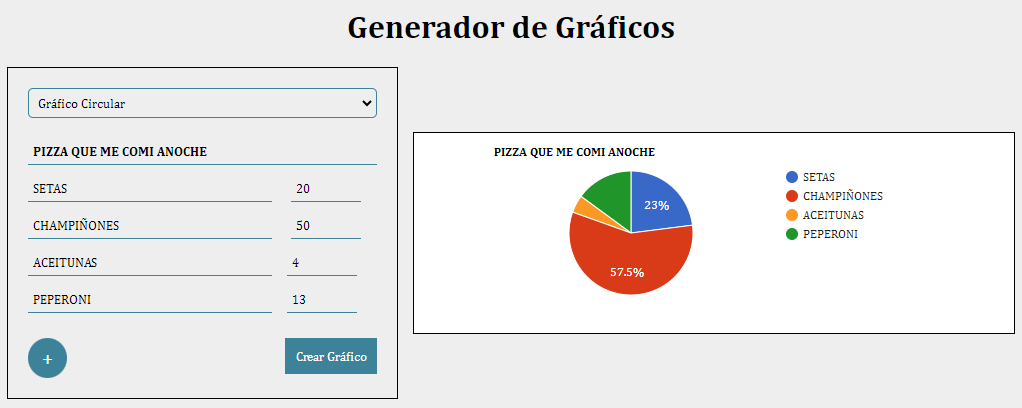 Generador de Gráficos
Gráfico Circular
PIZZA QUE ME COMI ANOCHE
SETAS 20
CHAMPIÑONES 50
ACEITUNAS 4
PEPERONI 13
+ Crear Gráfico
PIZZA QUE ME COMI ANOCHE
23%
57.5%
SETAS
CHAMPIÑONES
ACEITUNAS
PEPERONI